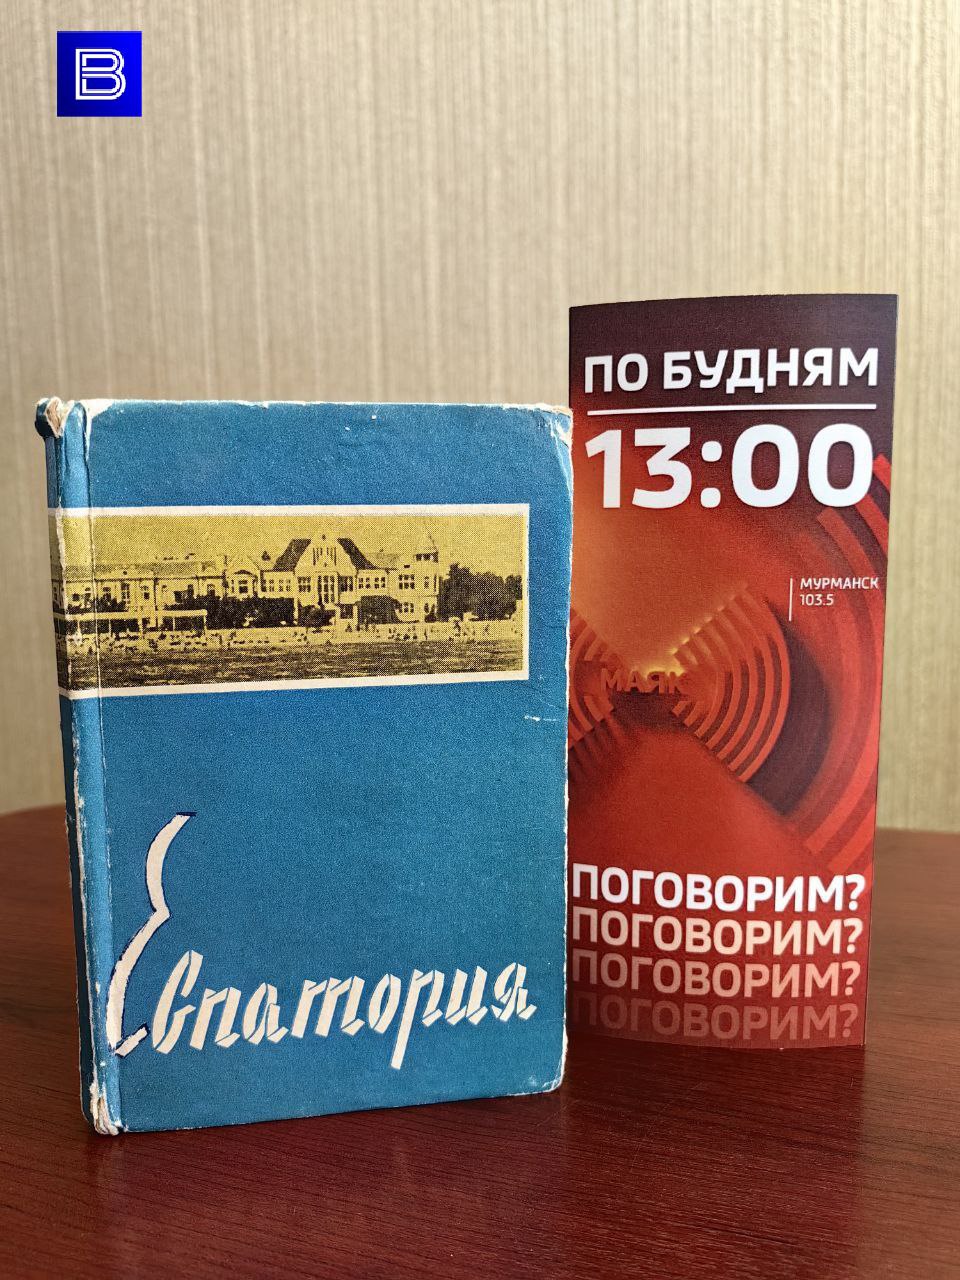 В
Евпатория
ПО БУДНЯМ
13:00
МУРМАНСК
103.5
МАЯК
ПОГОВОРИМ?
ПОГОВОРИМ?
ПОГОВОРИМ?
ПОГОВОРИМ?